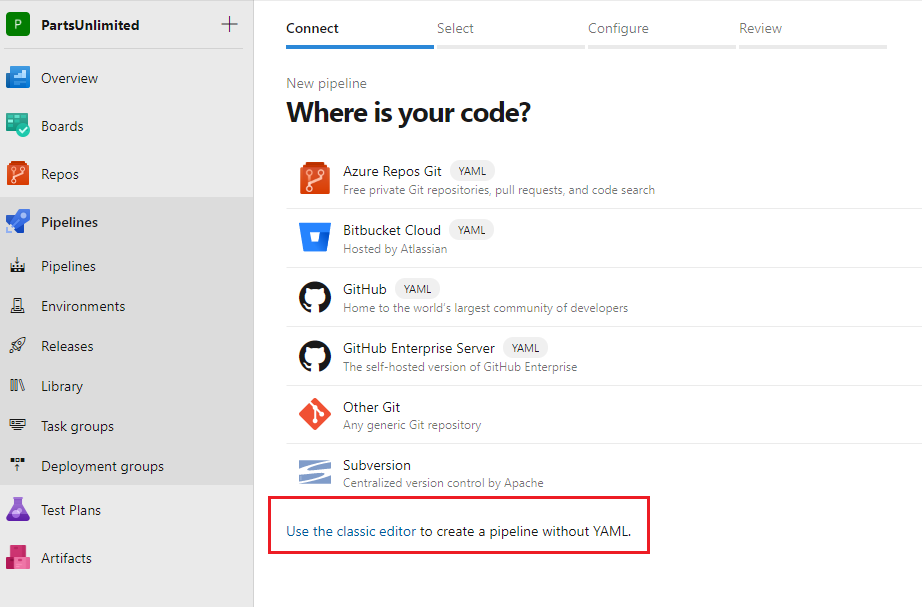 P PartsUnlimited
Overview
Boards
Repos
Pipelines
Pipelines
Environments
Releases
Library
Task groups
Deployment groups
Test Plans
Artifacts
Connect Select Configure Review
New pipeline
Where is your code?
Azure Repos Git YAML
Free private Git repositories, pull requests, and code search
Bitbucket Cloud YAML
Hosted by Atlassian
GitHub YAML
Home to the world's largest community of developers
GitHub Enterprise Server YAML
The self-hosted version of GitHub Enterprise
Other Git
Any generic Git repository
Subversion
Centralized version control by Apache
Use the classic editor to create a pipeline without YAML.